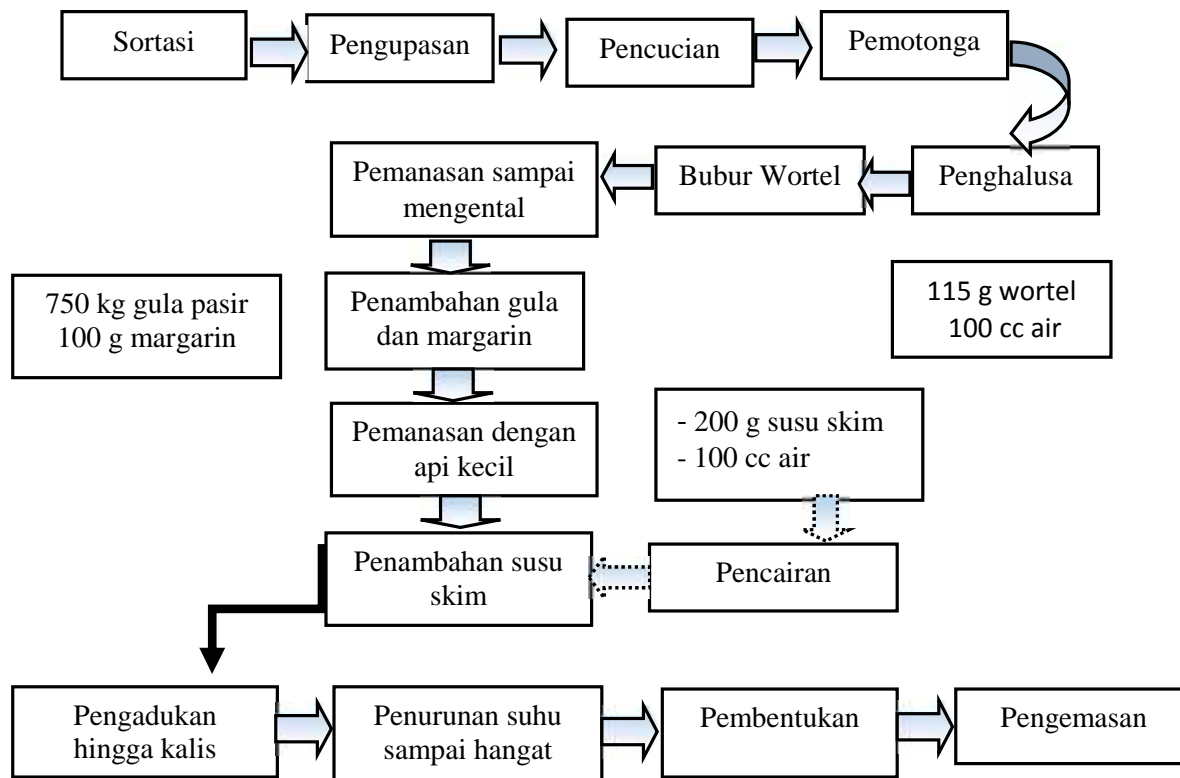 Sortasi
Pengupasan
Pencucian
Pemotonga
Penghalusa
Bubur Wortel
Pemanasan sampai
mengental
115 g wortel
100 cc air
750 kg gula pasir
100 g margarin
Penambahan gula
dan margarin
Pemanasan dengan
api kecil
- 200 g susu skim
- 100 cc air
Pencairan
Penambahan susu
skim
Pengadukan
hingga kalis
Penurunan suhu
sampai hangat
Pembentukan
Pengemasan